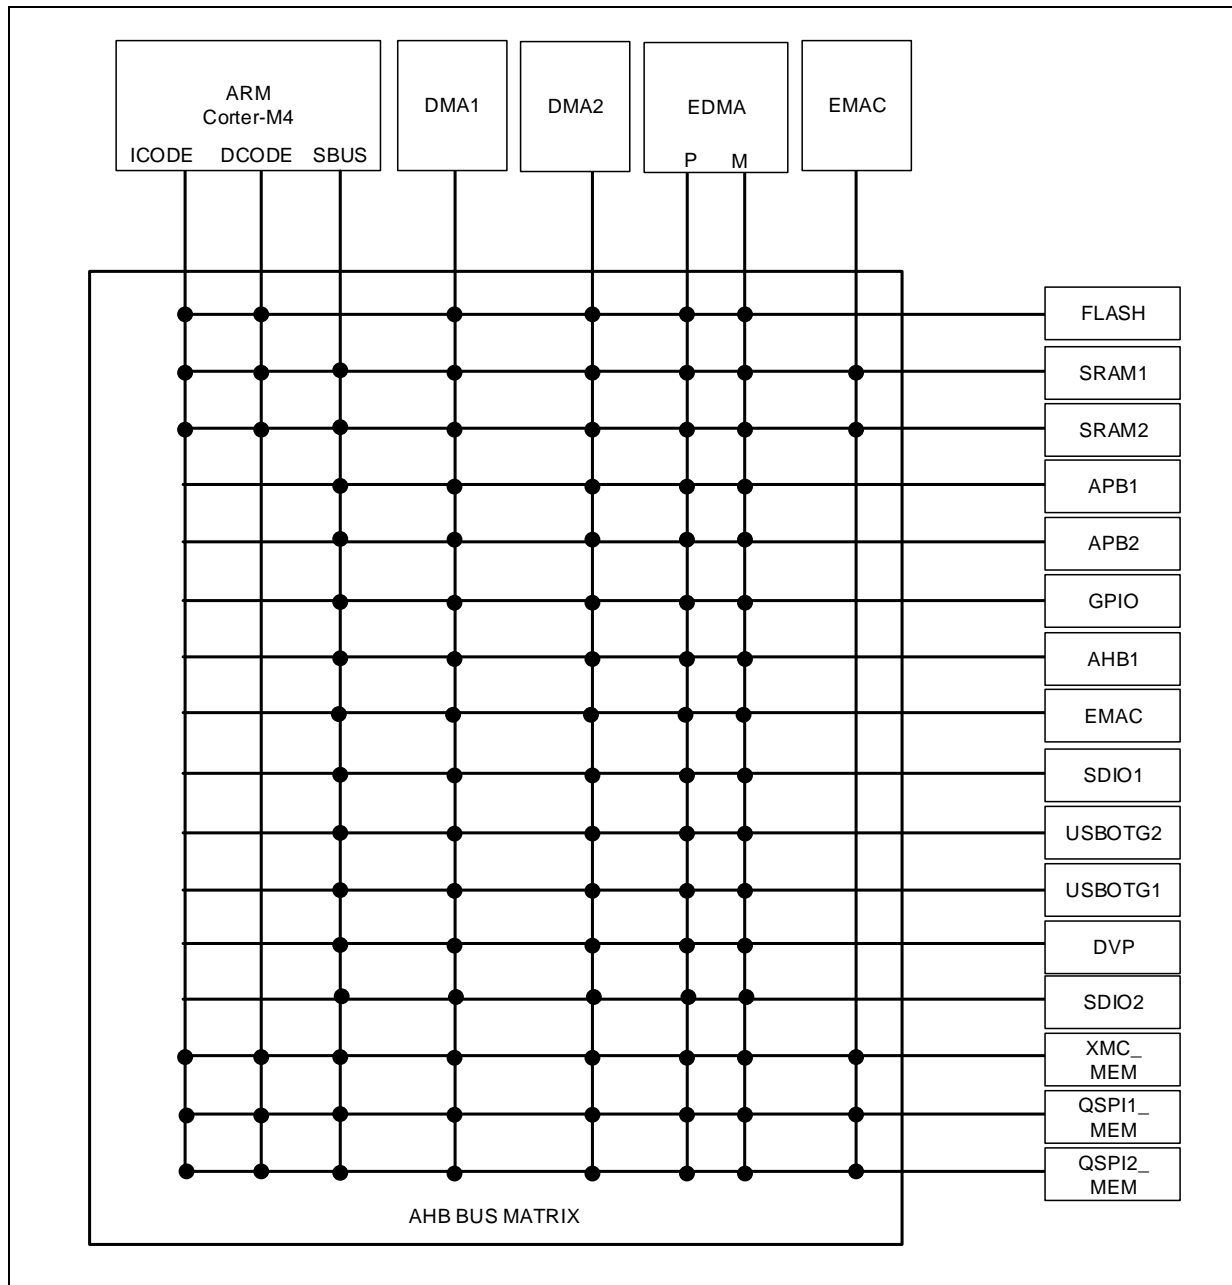 ARM
Corter-M4
ICODE DCODE SBUS
DMA1
DMA2
EDMA
P M
EMAC
FLASH
SRAM1
SRAM2
APB1
APB2
GPIO
AHB1
EMAC
SDIO1
USBOTG2
USBOTG1
DVP
SDIO2
XMC_
MEM
QSPI1_
MEM
QSPI2_
MEM
AHB BUS MATRIX